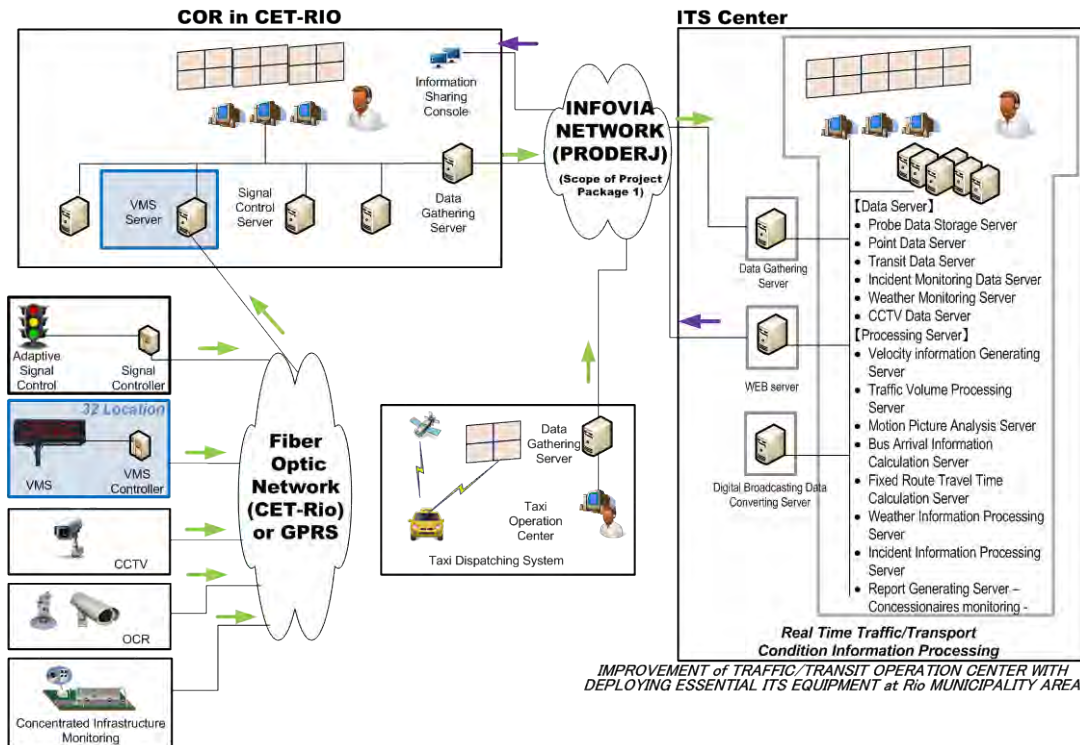 COR in CET-RIO
Information
Sharing
Console
VMS
Server
Signal
Control
Server
Data
Gathering
Server
INFOVIA
NETWORK
(PRODERJ)
(Scope of Project
Package 1)
ITS Center
Data Gathering
Server
WEB server
Digital Broadcasting Data
Converting Server
【Data Server】
• Probe Data Storage Server
• Point Data Server
• Transit Data Server
• Incident Monitoring Data Server
• Weather Monitoring Server
• CCTV Data Server
【Processing Server】
• Velocity information Generating
Server
• Traffic Volume Processing
Server
• Motion Picture Analysis Server
• Bus Arrival Information
Calculation Server
• Fixed Route Travel Time
Calculation Server
• Weather Information Processing
Server
• Incident Information Processing
Server
• Report Generating Server –
Concessionaires monitoring -
Real Time Traffic/Transport
Condition Information Processing
Adaptive
Signal
Control
Signal
Controller
32 Location
VMS
VMS
Controller
CCTV
OCR
Concentrated Infrastructure
Monitoring
Fiber
Optic
Network
(CET-Rio)
or GPRS
Data
Gathering
Server
Taxi
Operation
Center
Taxi Dispatching System
IMPROVEMENT of TRAFFIC/TRANSIT OPERATION CENTER WITH
DEPLOYING ESSENTIAL ITS EQUIPMENT at Rio MUNICIPALITY AREA